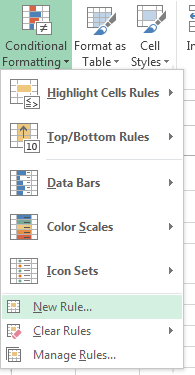 Conditional Format as Cell
Formatting Table Styles
≤ >
Highlight Cells Rules
10
Top/Bottom Rules
Data Bars
Color Scales
Icon Sets
New Rule...
Clear Rules
Manage Rules...